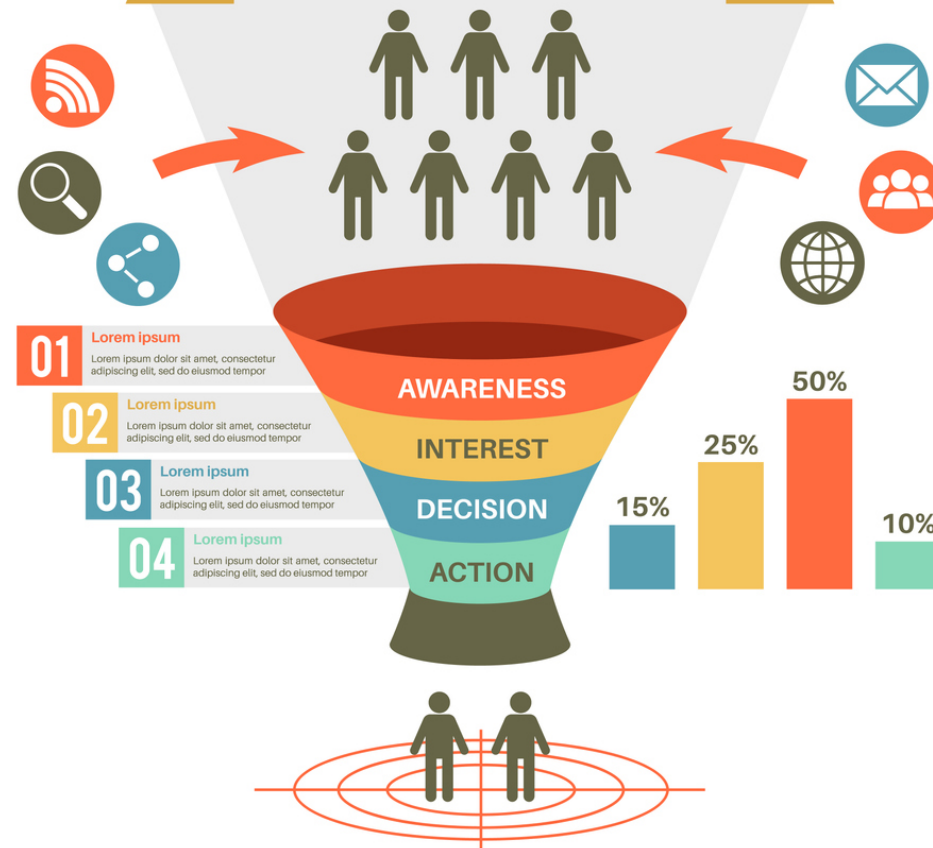 01
Lorem ipsum
Lorem ipsum dolor sit amet, consectetur
adipiscing elit, sed do eiusmod tempor
02
Lorem ipsum
Lorem ipsum dolor sit amet, consectetur
adipiscing elit, sed do eiusmod tempor
03
Lorem ipsum
Lorem ipsum dolor sit amet, consectetur
adipiscing elit, sed do eiusmod tempor
04
Lorem ipsum
Lorem ipsum dolor sit amet, consectetur
adipiscing elit, sed do eiusmod tempor
AWARENESS
INTEREST
DECISION
ACTION
15%
25%
50%
10%